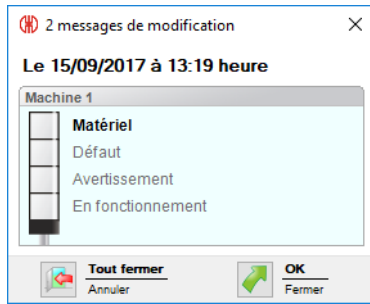 2 messages de modification
Le 15/09/2017 à 13:19 heure
Machine 1
Matériel
Défaut
Avertissement
En fonctionnement
Tout fermer
Annuler
OK
Fermer